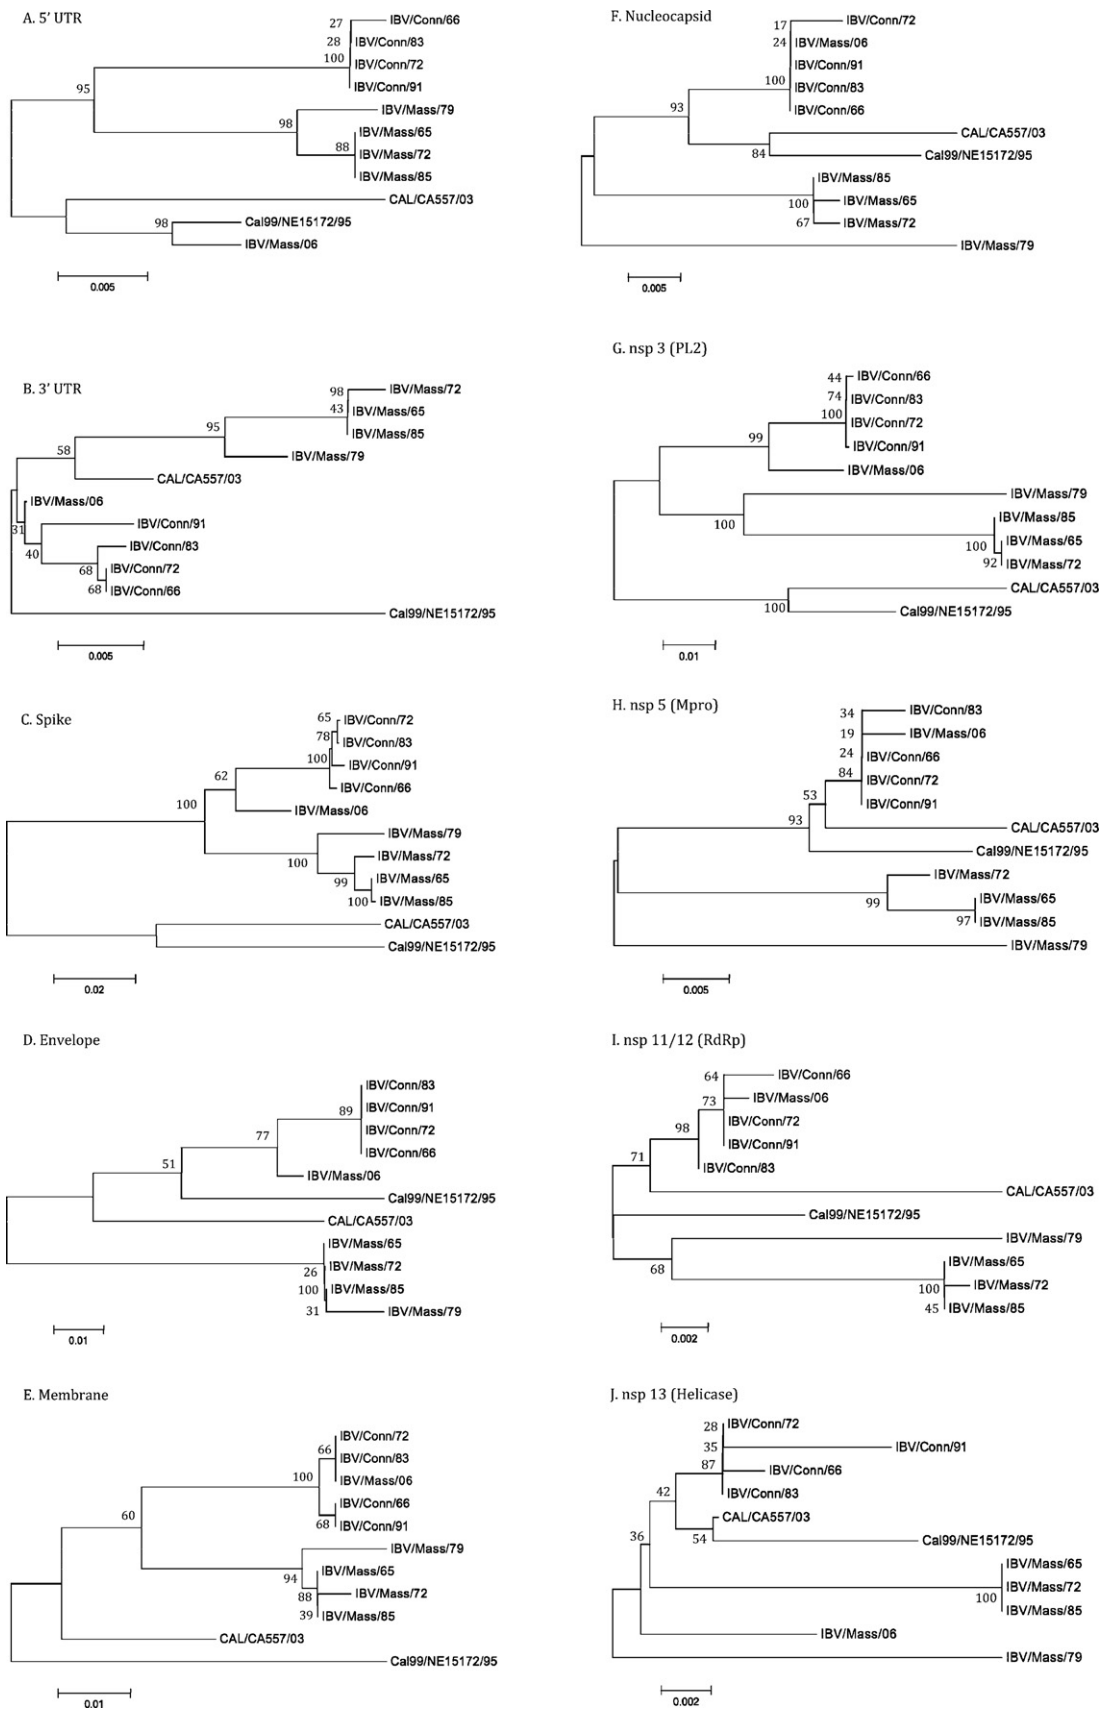 A. 5' UTR
27
IBV/Conn/66
28
IBV/Conn/83
100
IBV/Conn/72
IBV/Conn/91
95
IBV/Mass/79
98
IBV/Mass/65
88
IBV/Mass/72
IBV/Mass/85
CAL/CA557/03
98
Cal99/NE15172/95
IBV/Mass/06
0.005
B. 3' UTR
98
IBV/Mass/72
43
IBV/Mass/65
95
IBV/Mass/85
58
IBV/Mass/79
CAL/CA557/03
IBV/Mass/06
31
IBV/Conn/91
40
IBV/Conn/83
68
IBV/Conn/72
68
IBV/Conn/66
Cal99/NE15172/95
0.005
C. Spike
65
IBV/Conn/72
78
IBV/Conn/83
100
IBV/Conn/91
62
IBV/Conn/66
100
IBV/Mass/06
IBV/Mass/79
100
IBV/Mass/72
99
IBV/Mass/65
100
IBV/Mass/85
CAL/CA557/03
Cal99/NE15172/95
0.02
D. Envelope
IBV/Conn/83
89
IBV/Conn/91
77
IBV/Conn/72
IBV/Conn/66
51
IBV/Mass/06
Cal99/NE15172/95
CAL/CA557/03
IBV/Mass/65
26
IBV/Mass/72
100
IBV/Mass/85
31
IBV/Mass/79
0.01
E. Membrane
IBV/Conn/72
66
IBV/Conn/83
100
IBV/Mass/06
IBV/Conn/66
68
IBV/Conn/91
60
IBV/Mass/79
94
IBV/Mass/65
88
IBV/Mass/72
39
IBV/Mass/85
CAL/CA557/03
Cal99/NE15172/95
0.01
F. Nucleocapsid
17
IBV/Conn/72
24
IBV/Mass/06
IBV/Conn/91
100
IBV/Conn/83
93
IBV/Conn/66
CAL/CA557/03
84
Cal99/NE15172/95
IBV/Mass/85
100
IBV/Mass/65
67
IBV/Mass/72
IBV/Mass/79
0.005
G. nsp 3 (PL2)
44
IBV/Conn/66
74
IBV/Conn/83
100
IBV/Conn/72
99
IBV/Conn/91
IBV/Mass/06
IBV/Mass/79
100
IBV/Mass/85
100
IBV/Mass/65
92
IBV/Mass/72
CAL/CA557/03
100
Cal99/NE15172/95
0.01
H. nsp 5 (Mpro)
34
IBV/Conn/83
19
IBV/Mass/06
24
IBV/Conn/66
84
IBV/Conn/72
53
IBV/Conn/91
93
CAL/CA557/03
Cal99/NE15172/95
IBV/Mass/72
99
IBV/Mass/65
97
IBV/Mass/85
IBV/Mass/79
0.005
I. nsp 11/12 (RdRp)
64
IBV/Conn/66
73
IBV/Mass/06
98
IBV/Conn/72
IBV/Conn/91
71
IBV/Conn/83
CAL/CA557/03
Cal99/NE15172/95
IBV/Mass/79
68
IBV/Mass/65
100
IBV/Mass/72
45
IBV/Mass/85
0.002
J. nsp 13 (Helicase)
28
IBV/Conn/72
35
IBV/Conn/91
87
IBV/Conn/66
42
IBV/Conn/83
CAL/CA557/03
36
54
Cal99/NE15172/95
IBV/Mass/65
IBV/Mass/72
100
IBV/Mass/85
IBV/Mass/06
IBV/Mass/79
0.002